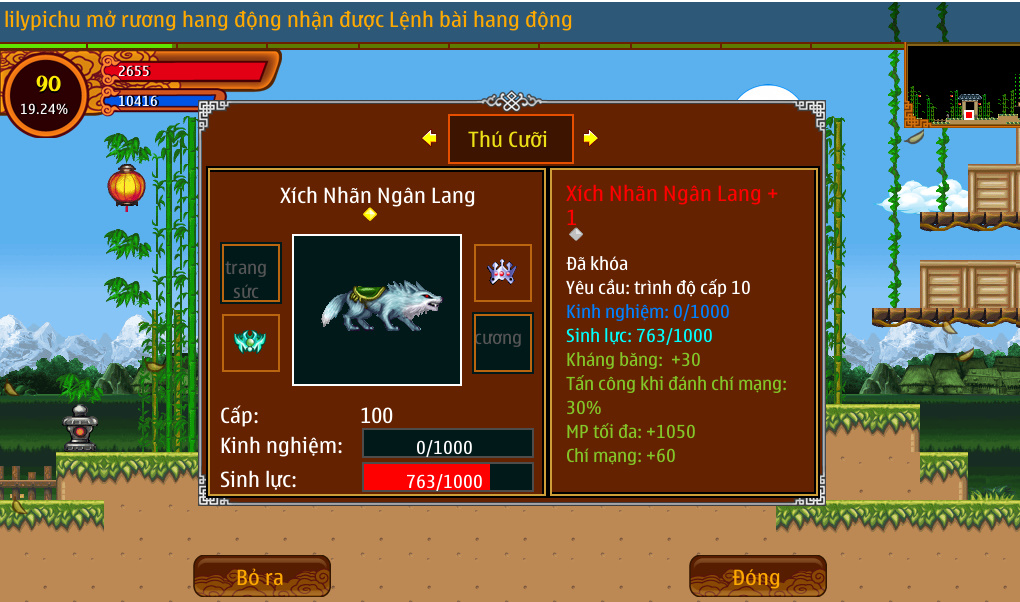 lilypichu mở rương hang động nhận được Lệnh bài hang động
90
19.24%
2655
10416
Thú Cưỡi
Xích Nhãn Ngân Lang
trang
sức
cương
Cấp: 100
Kinh nghiệm: 0/1000
Sinh lực: 763/1000
Xích Nhãn Ngân Lang +
1
Đã khóa
Yêu cầu: trình độ cấp 10
Kinh nghiệm: 0/1000
Sinh lực: 763/1000
Kháng băng: +30
Tấn công khi đánh chí mạng:
30%
MP tối đa: +1050
Chí mạng: +60
Bỏ ra
Đóng